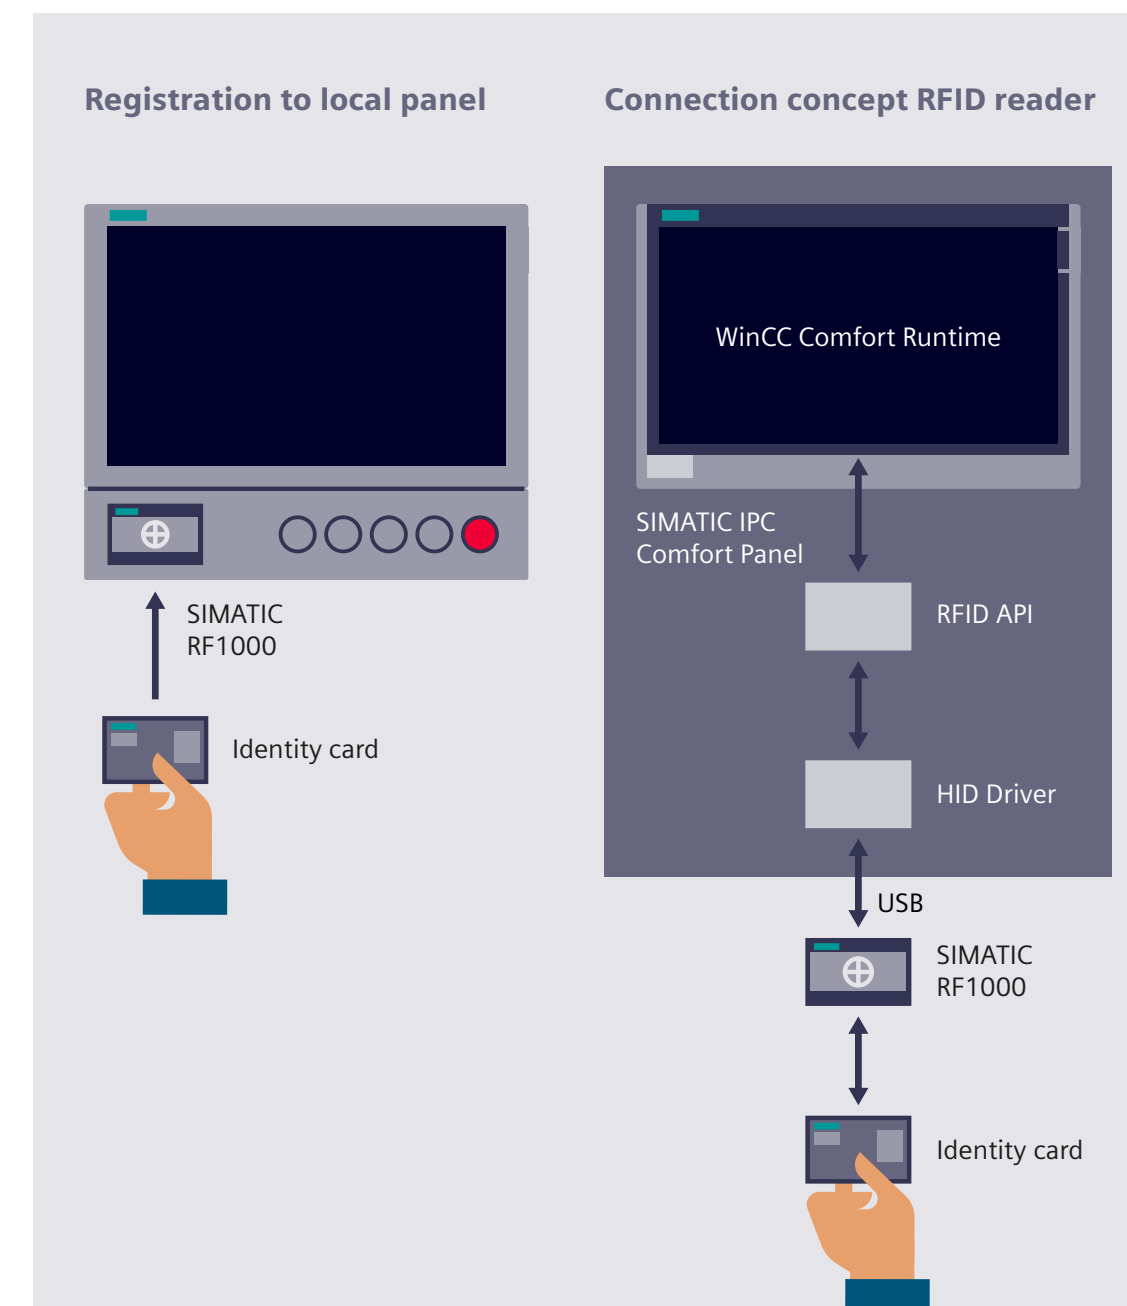 Registration to local panel
SIMATIC
RF1000
Identity card
Connection concept RFID reader
WinCC Comfort Runtime
SIMATIC IPC
Comfort Panel
RFID API
HID Driver
USB
SIMATIC
RF1000
Identity card